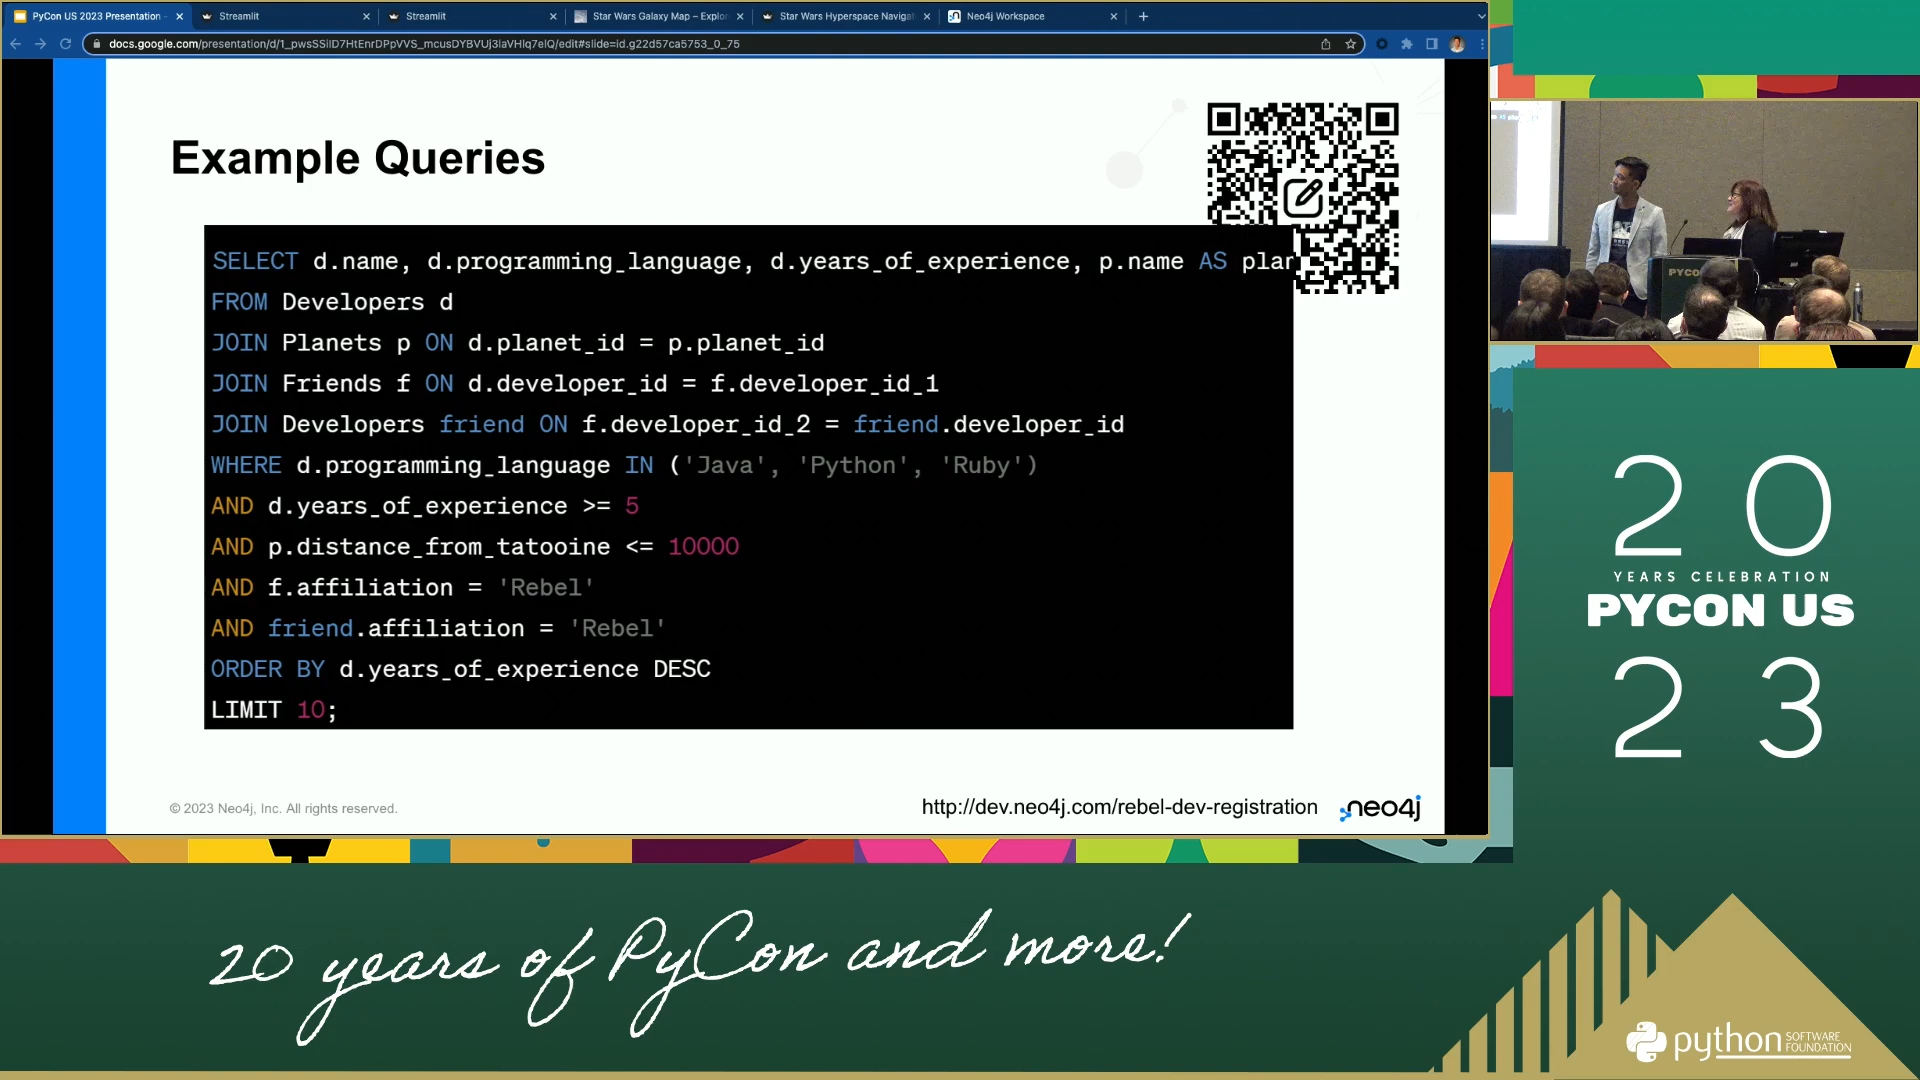 PyCon US 2023 Presentation
Streamlit
Streamlit
Star Wars Galaxy Map – Explor
Star Wars Hyperspace Navigat
Neo4j Workspace
docs.google.com/presentation/d/1_pwsSSilD7HtEnrDPpVVS_mcusDYBVUj3laVHlq7elQ/edit#slide=id.g22d57ca5753_0_75
Example Queries
SELECT d.name, d.programming_language, d.years_of_experience, p.name AS plan
FROM Developers d
JOIN Planets p ON d.planet_id = p.planet_id
JOIN Friends f ON d.developer_id = f.developer_id_1
JOIN Developers friend ON f.developer_id_2 = friend.developer_id
WHERE d.programming_language IN ('Java', 'Python', 'Ruby')
AND d.years_of_experience >= 5
AND p.distance_from_tatooine <= 10000
AND f.affiliation = 'Rebel'
AND friend.affiliation = 'Rebel'
ORDER BY d.years_of_experience DESC
LIMIT 10;
© 2023 Neo4j, Inc. All rights reserved.
http://dev.neo4j.com/rebel-dev-registration
neo4j
PYCO
20
YEARS CELEBRATION
PYCON US
23
20 years of PyCon and more!
python SOFTWARE
FOUNDATION